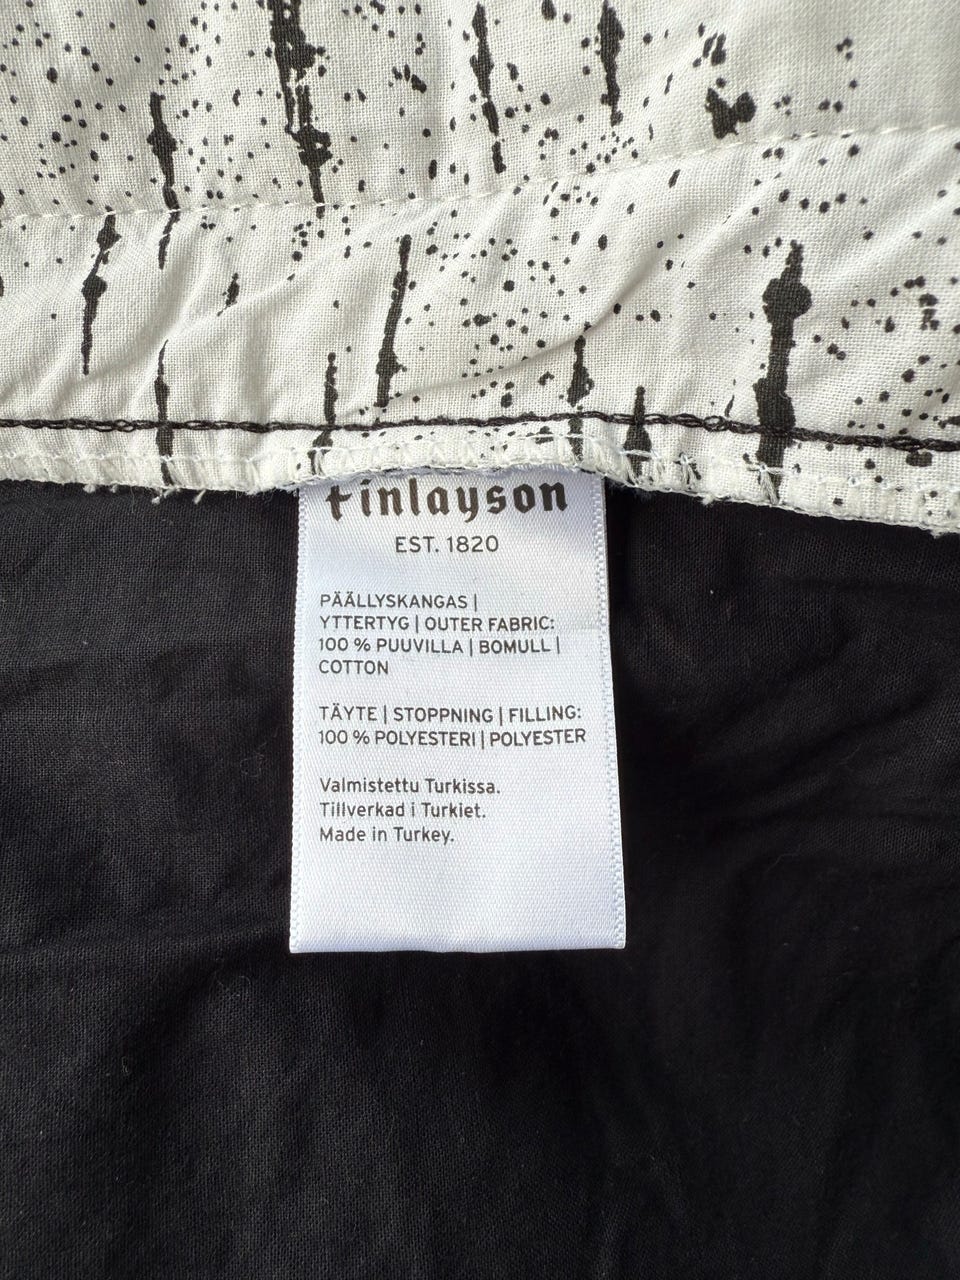 Finlayson
EST. 1820
PÄÄLLYSKANGAS |
YTTERTYG | OUTER FABRIC:
100 % PUUVILLA | BOMULL |
COTTON
TÄYTE | STOPPNING | FILLING:
100 % POLYESTERI | POLYESTER
Valmistettu Turkissa.
Tillverkad i Turkiet.
Made in Turkey.